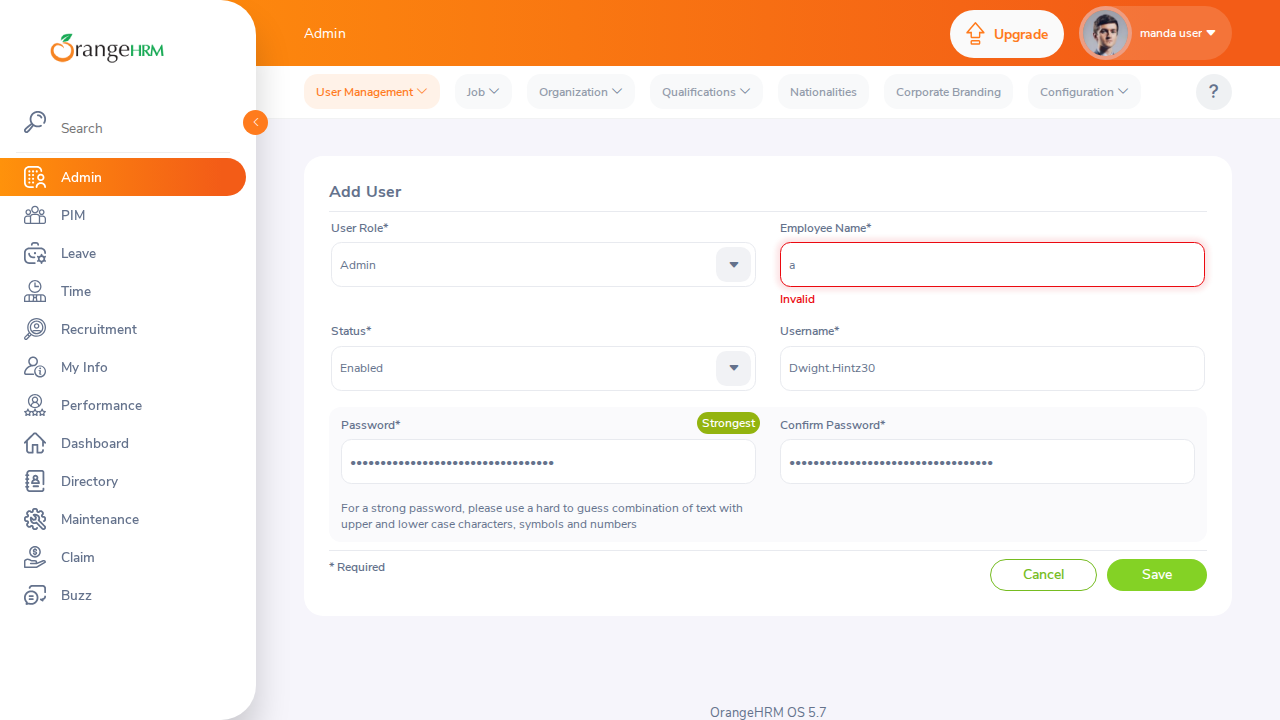 OrangeHRM
Admin
Upgrade
manda user
User Management
Job
Organization
Qualifications
Nationalities
Corporate Branding
Configuration
?
Search
Admin
PIM
Leave
Time
Recruitment
My Info
Performance
Dashboard
Directory
Maintenance
Claim
Buzz
Add User
User Role*
Employee Name*
Admin
a
Invalid
Status*
Username*
Enabled
Dwight.Hintz30
Password*
Strongest
Confirm Password*
For a strong password, please use a hard to guess combination of text with
upper and lower case characters, symbols and numbers
* Required
Cancel
Save
OrangeHRM OS 5.7